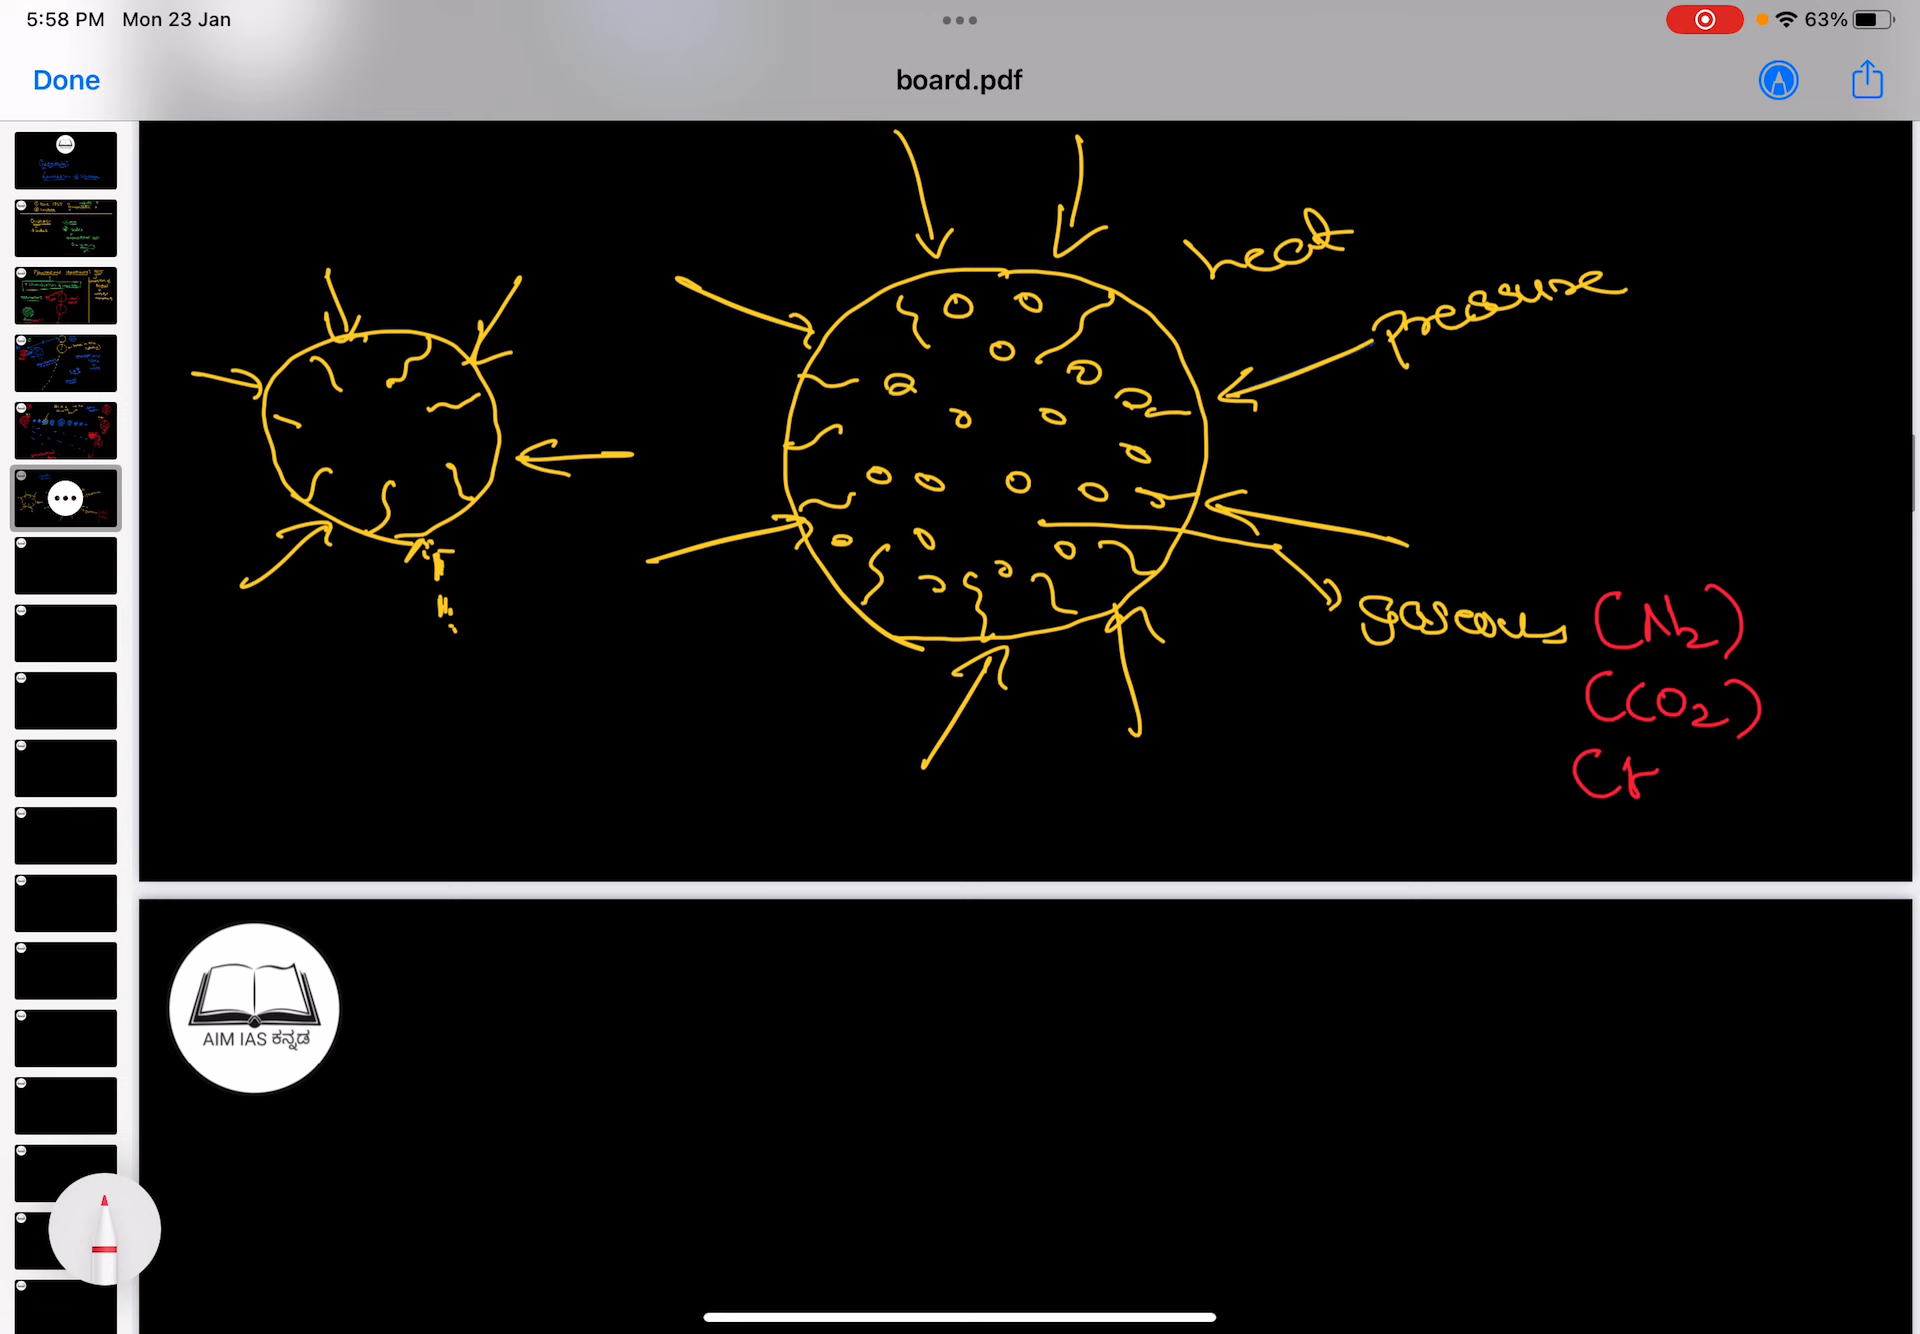 5:58 PM Mon 23 Jan
63%
Done
board.pdf
heat
pressure
gaseous (N2)
(CO2)
AIM IAS ಕನ್ನಡ